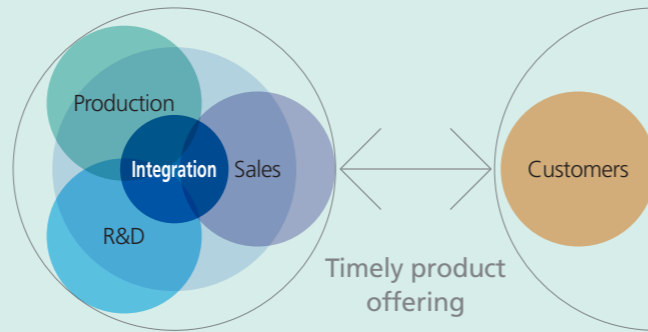 Production
Integration
Sales
Customers
R&D
Timely product
offering